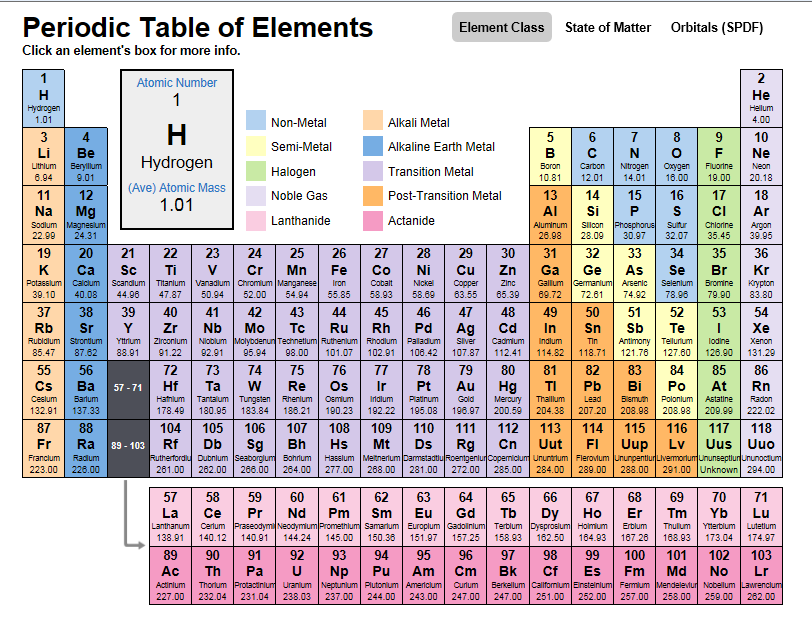 Periodic Table of Elements
Element Class State of Matter Orbitals (SPDF)
Click an element's box for more info.
1 2
H He
Hydrogen Helium
1.01 4.00
Atomic Number
1
H
Hydrogen
(Ave) Atomic Mass
1.01
Non-Metal Alkali Metal
Semi-Metal Alkaline Earth Metal
Halogen Transition Metal
Noble Gas Post-Transition Metal
Lanthanide Actanide
3 4 5 6 7 8 9 10
Li Be B C N O F Ne
Lithium Beryllium Boron Carbon Nitrogen Oxygen Fluorine Neon
6.94 9.01 10.81 12.01 14.01 16.00 19.00 20.18
11 12 13 14 15 16 17 18
Na Mg Al Si P S Cl Ar
Sodium Magnesium Aluminum Silicon Phosphorus Sulfur Chlorine Argon
22.99 24.31 26.98 28.09 30.97 32.07 35.45 39.95
19 20 21 22 23 24 25 26 27 28 29 30 31 32 33 34 35 36
K Ca Sc Ti V Cr Mn Fe Co Ni Cu Zn Ga Ge As Se Br Kr
Potassium Calcium Scandium Titanium Vanadium Chromium Manganese Iron Cobalt Nickel Copper Zinc Gallium Germanium Arsenic Selenium Bromine Krypton
39.10 40.08 44.96 47.87 50.94 52.00 54.94 55.85 58.93 58.69 63.55 65.39 69.72 72.61 74.92 78.96 79.90 83.80
37 38 39 40 41 42 43 44 45 46 47 48 49 50 51 52 53 54
Rb Sr Y Zr Nb Mo Tc Ru Rh Pd Ag Cd In Sn Sb Te I Xe
Rubidium Strontium Yttrium Zirconium Niobium Molybdenun Technetium Ruthenium Rhodium Palladium Silver Cadmium Indium Tin Antimony Tellurium Iodine Xenon
85.47 87.62 88.91 91.22 92.91 95.94 98.00 101.07 102.91 106.42 107.87 112.41 114.82 118.71 121.76 127.60 126.90 131.29
55 56 57 - 71 72 73 74 75 76 77 78 79 80 81 82 83 84 85 86
Cs Ba Hf Ta W Re Os Ir Pt Au Hg Tl Pb Bi Po At Rn
Cesium Barium Hafnium Tantalum Tungsten Rhenium Osmium Iridium Platinum Gold Mercury Thallium Lead Bismuth Polonium Astatine Radon
132.91 137.33 178.49 180.95 183.84 186.21 190.23 192.22 195.08 196.97 200.59 204.38 207.20 208.98 208.98 209.99 222.02
87 88 89 - 103 104 105 106 107 108 109 110 111 112 113 114 115 116 117 118
Fr Ra Rf Db Sg Bh Hs Mt Ds Rg Cn Uut Fl Uup Lv Uus Uuo
Francium Radium Rutherfordiu Dubnium Seaborgium Bohrium Hassium Meitnerium Darmstadtiu Roentgeniur Copernicium Ununtrium Flerovium Ununpentiur Livermoriur Ununseptiur Ununoctium
223.00 226.00 261.00 262.00 266.00 264.00 277.00 268.00 281.00 272.00 285.00 284.00 289.00 288.00 291.00 Unknown 294.00
57 58 59 60 61 62 63 64 65 66 67 68 69 70 71
La Ce Pr Nd Pm Sm Eu Gd Tb Dy Ho Er Tm Yb Lu
Lanthanum Cerium Praseodymi Neodymium Promethium Samarium Europium Gadolinium Terbium Dysprosium Holmium Erbium Thulium Ytterbium Lutetium
138.91 140.12 140.91 144.24 145.00 150.36 151.97 157.25 158.93 162.50 164.93 167.26 168.93 173.04 174.97
89 90 91 92 93 94 95 96 97 98 99 100 101 102 103
Ac Th Pa U Np Pu Am Cm Bk Cf Es Fm Md No Lr
Actinium Thorium Protactinium Uranium Neptunium Plutonium Americium Curium Berkelium Californium Einsteinium Fermium Mendeleviur Nobelium Lawrencium
227.00 232.04 231.04 238.03 237.00 244.00 243.00 247.00 247.00 251.00 252.00 257.00 258.00 259.00 262.00